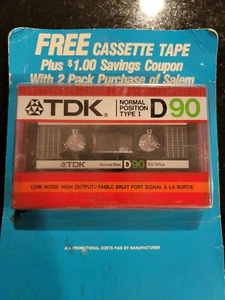 FREE CASSETTE TAPE
Plus $1.00 Savings Coupon
With 2 Pack Purchase of Salem
TDK
NORMAL
POSITION
TYPE I
D90
TDK
D90
LOW NOISE HIGH OUTPUT/FAIBLE BRUIT FORT SIGNAL À LA SORTIE
ALL PROMOTIONAL COSTS PAID BY MANUFACTURER